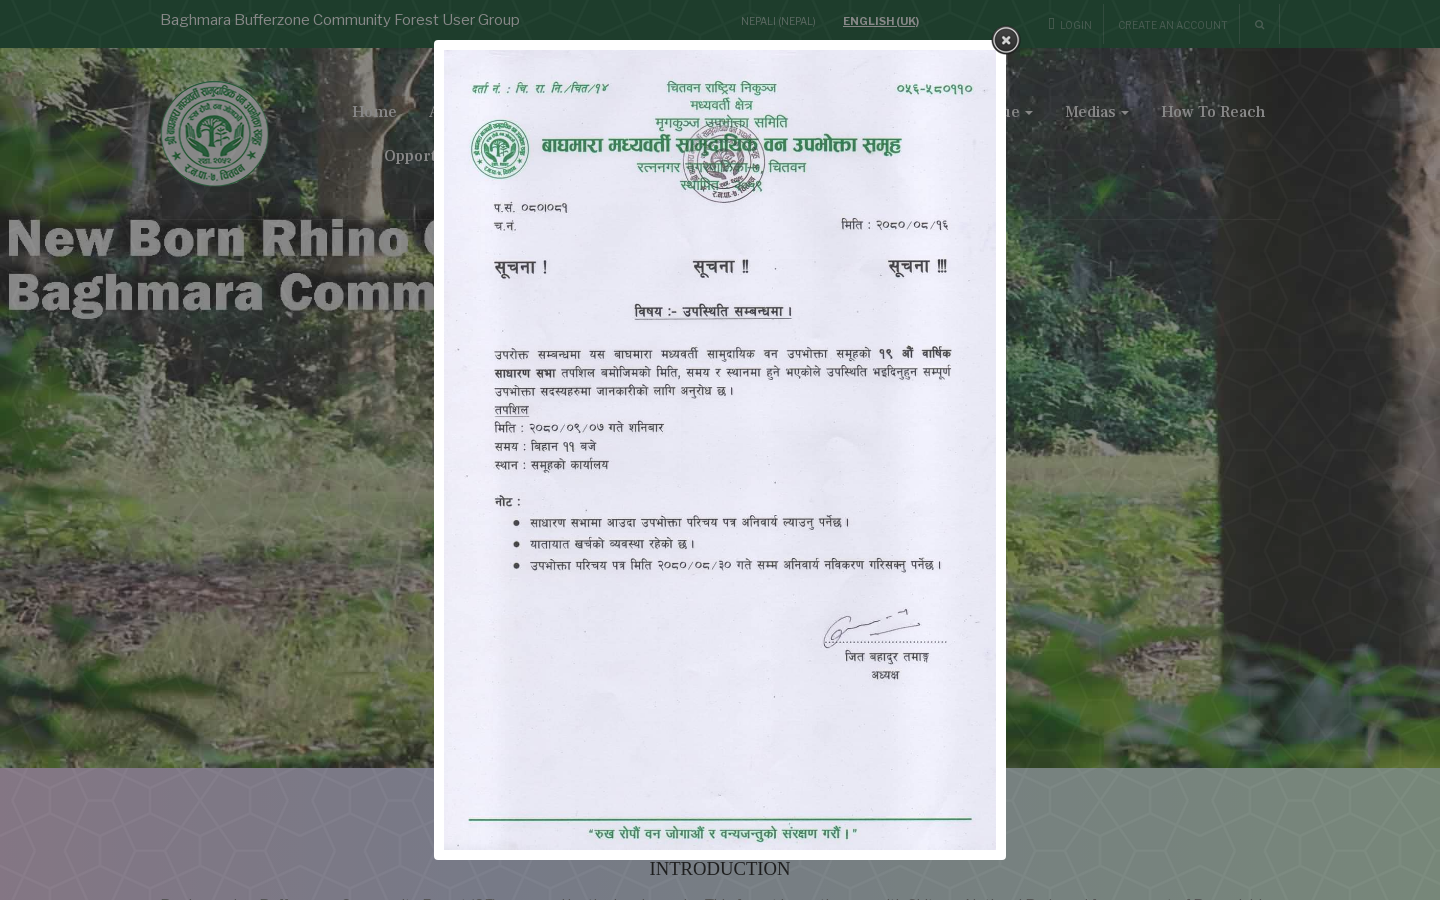 Baghmara Bufferzone Community Forest User Group
NEPALI (NEPAL)
ENGLISH (UK)
LOGIN
CREATE AN ACCOUNT
Home
Medias
How To Reach
New Born Rhino
Baghmara Comm
दर्ता नं. : चि. रा. नि./चित/१४
चितवन राष्ट्रिय निकुञ्ज
०५६-५८०११०
मध्यवर्ती क्षेत्र
मृगकुञ्ज उपभोक्ता समिति
बाघमारा मध्यवर्ती सामुदायिक वन उपभोक्ता समूह
रत्ननगर नगरपालिका-७, चितवन
प.सं. ०८०।०८१
च.नं.
मिति : २०८०/०८/१६
सूचना !
सूचना !!
सूचना !!!
विषय :- उपस्थिति सम्बन्धमा ।
उपरोक्त सम्बन्धमा यस बाघमारा मध्यवर्ती सामुदायिक वन उपभोक्ता समूहको १९ औं वार्षिक
साधारण सभा तपशिल बमोजिमको मिति, समय र स्थानमा हुने भएकोले उपस्थिति भइदिनुहुन सम्पूर्ण
उपभोक्ता सदस्यहरुमा जानकारीको लागि अनुरोध छ ।
तपशिल
मिति : २०८०/०९/०७ गते शनिबार
समय : बिहान ११ बजे
स्थान : समूहको कार्यालय
नोट :
● साधारण सभामा आउदा उपभोक्ता परिचय पत्र अनिवार्य ल्याउनु पर्नेछ ।
● यातायात खर्चको व्यवस्था रहेको छ ।
● उपभोक्ता परिचय पत्र मिति २०८०/०८/३० गते सम्म अनिवार्य नविकरण गरिसक्नु पर्नेछ ।
जित बहादुर तमाङ्ग
अध्यक्ष
“रुख रोपौं वन जोगाऔं र वन्यजन्तुको संरक्षण गरौं ।”
INTRODUCTION